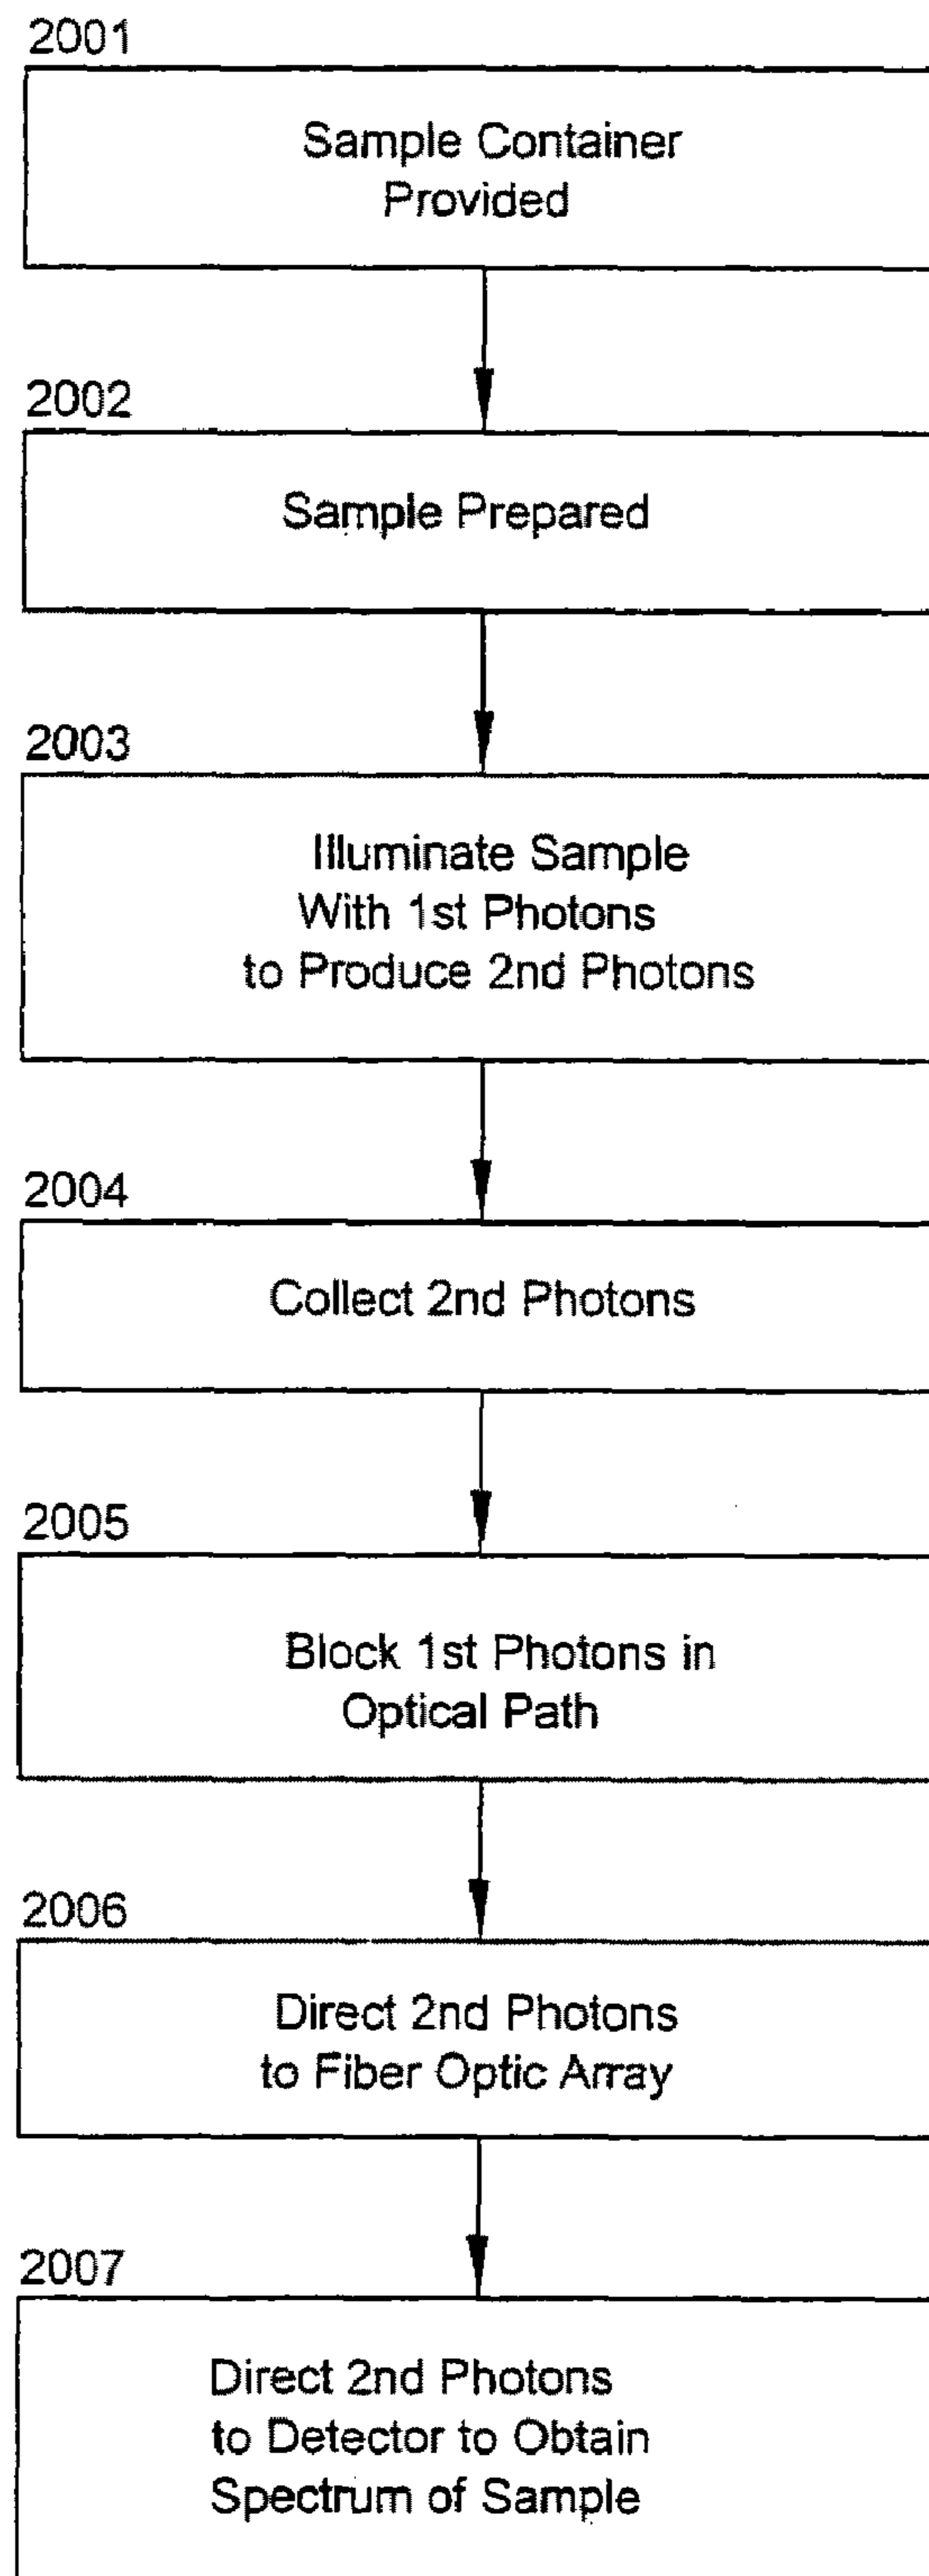 2001
Sample Container
Provided
2002
Sample Prepared
2003
Illuminate Sample
With 1st Photons
to Produce 2nd Photons
2004
Collect 2nd Photons
2005
Block 1st Photons in
Optical Path
2006
Direct 2nd Photons
to Fiber Optic Array
2007
Direct 2nd Photons
to Detector to Obtain
Spectrum of Sample